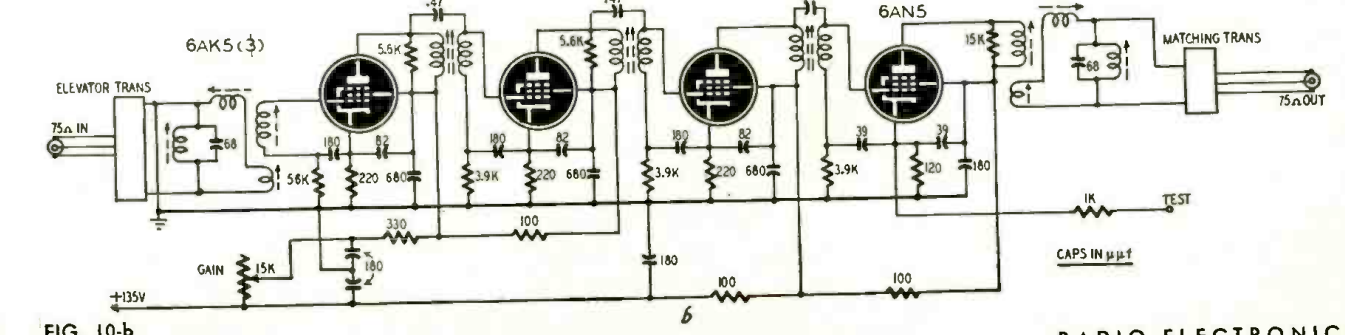 .47
.47
6AN5
6AK5(3)
5.6K
5.6K
15K
MATCHING TRANS
ELEVATOR TRANS
68
75Ω IN
68
75Ω OUT
180
82
180
82
180
82
39
39
56K
220
680
3.9K
220
680
3.9K
220
680
3.9K
120
180
1K
TEST
330
100
CAPS IN μμf
GAIN
15K
180
180
100
100
+135V
b
FIG. 10-b
RADIO-ELECTRONIC